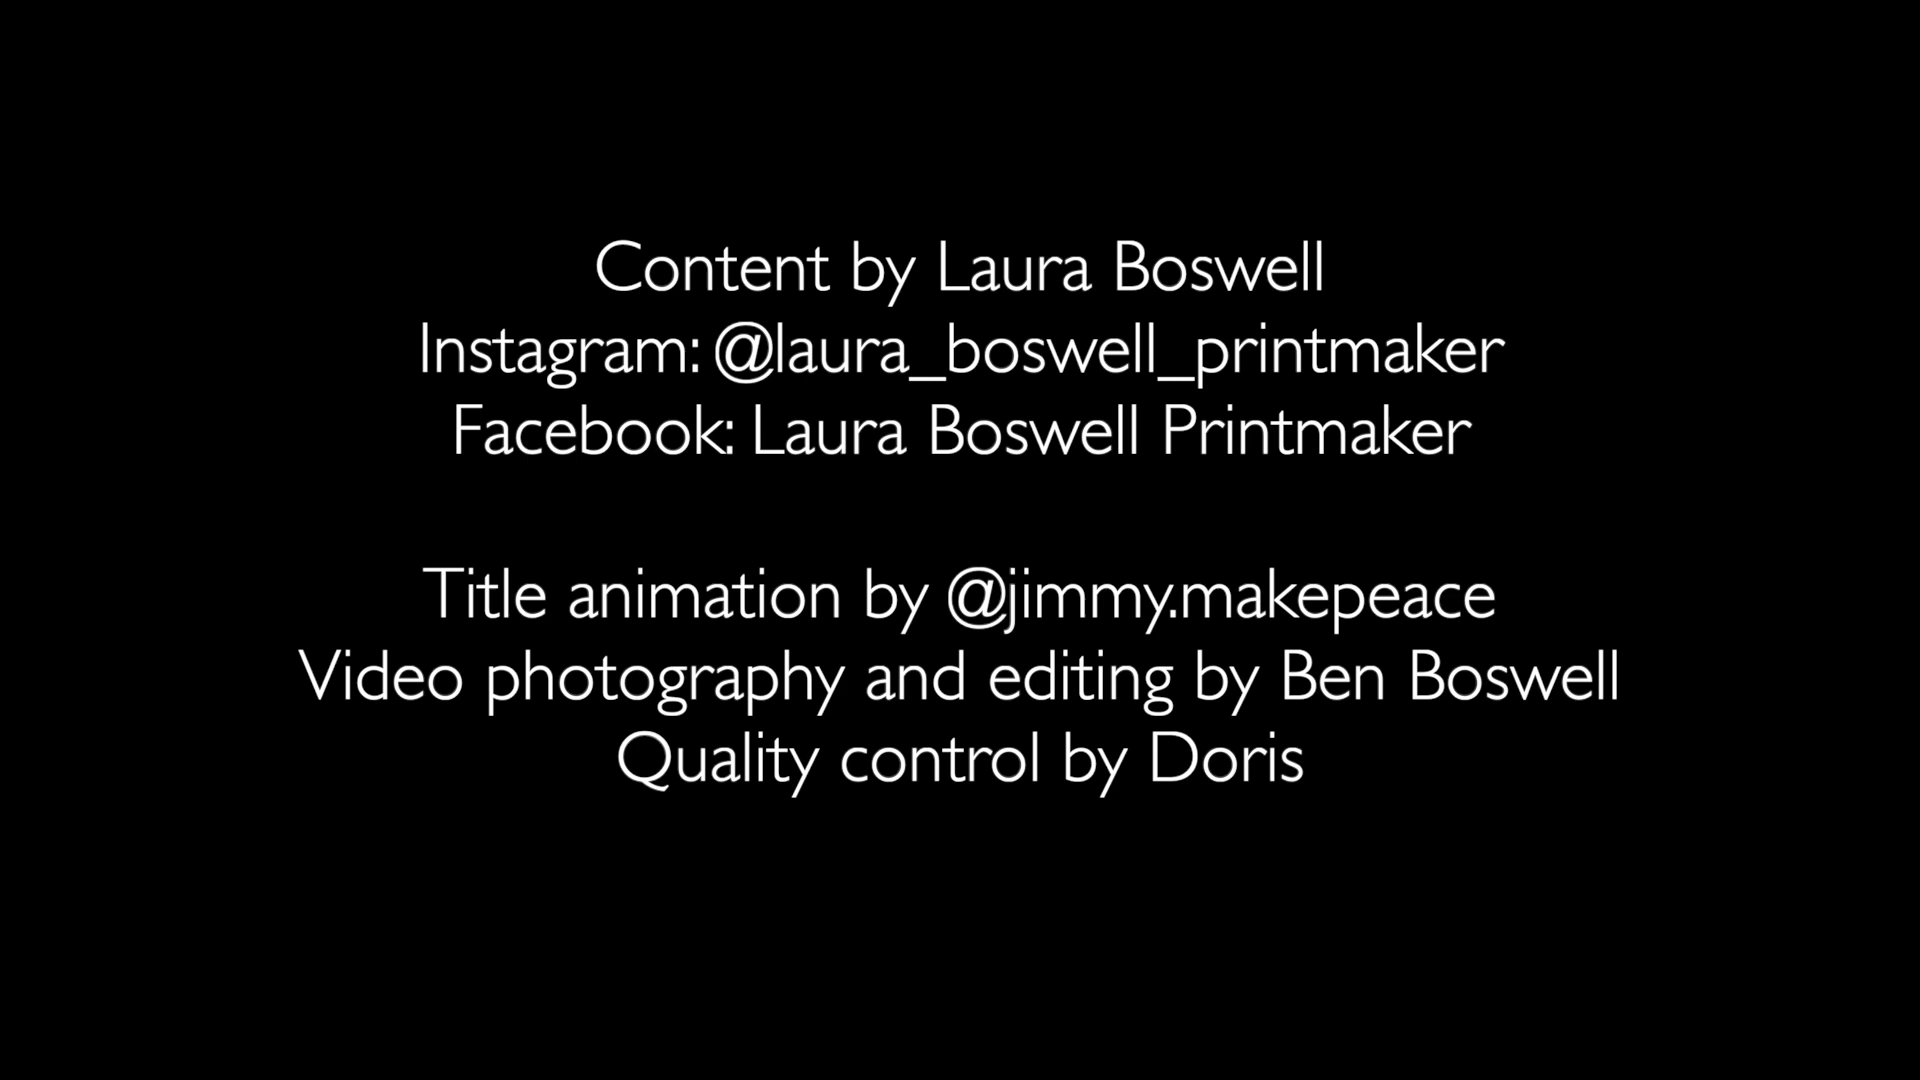 Content by Laura Boswell
Instagram: @laura_boswell_printmaker
Facebook: Laura Boswell Printmaker
Title animation by @jimmy.makepeace
Video photography and editing by Ben Boswell
Quality control by Doris